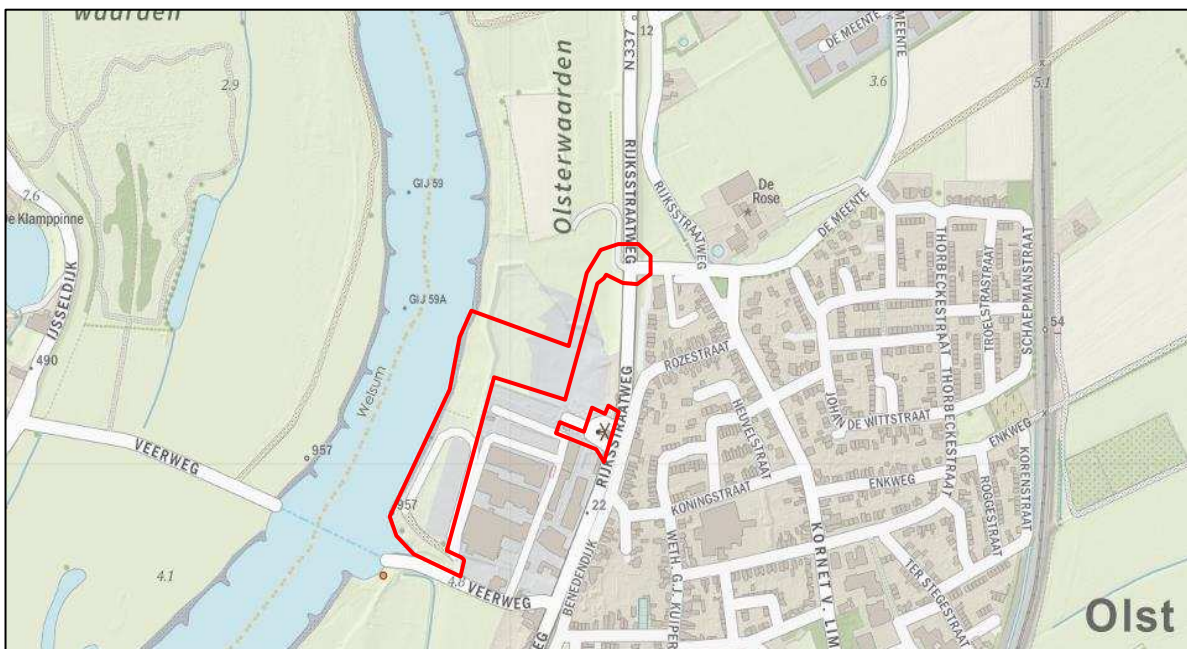 waarden
12
DE MEENTE
DE MEENTE
2.9
N337
3.6
5.1
Olsterwaarden
RIJKSSTRAATWEG
RIJKSSTRAATWEG
De
Rose
DE MEENTE
GIJ 59
7.6
e Klamppinne
IJSSELDIJK
GIJ 59A
THORBECKESTRAAT
TROELSTRASTRAAT
SCHAEPMANSTRAAT
54
490
Welsum
ROZESTRAAT
JOHAN
DE WITTSTRAAT
THORBECKESTRAAT
HEUVELSTRAAT
RIJKSSTRAATWEG
ENKWEG
VEERWEG
957
KONINGSTRAAT
ENKWEG
ROGGESTRAAT
KORENSTRAAT
957
22
BENEDENDIJK
WETH. G.J. KUIPER
KORNET V. LIM
TER STEGESTRAAT
4.1
4.8
VEERWEG
Olst
EG